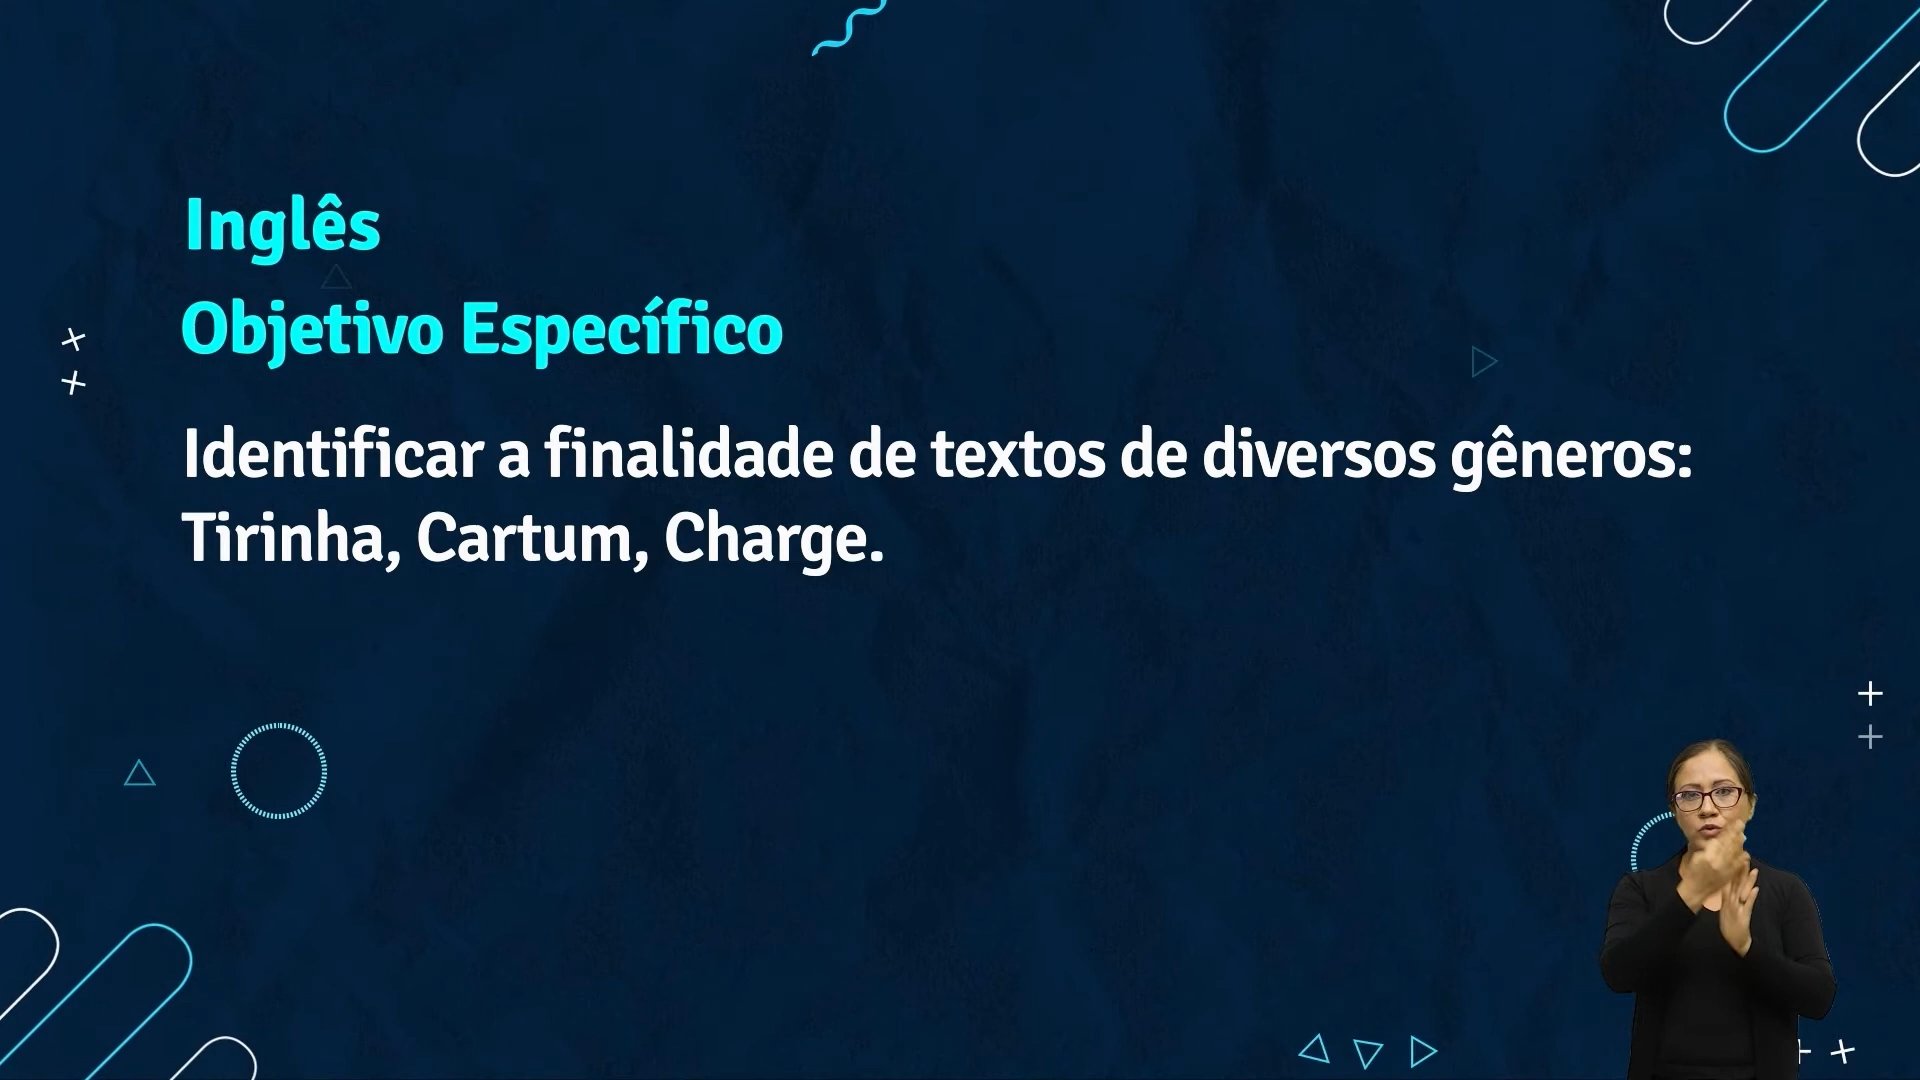 Inglês
Objetivo Específico
Identificar a finalidade de textos de diversos gêneros:
Tirinha, Cartum, Charge.